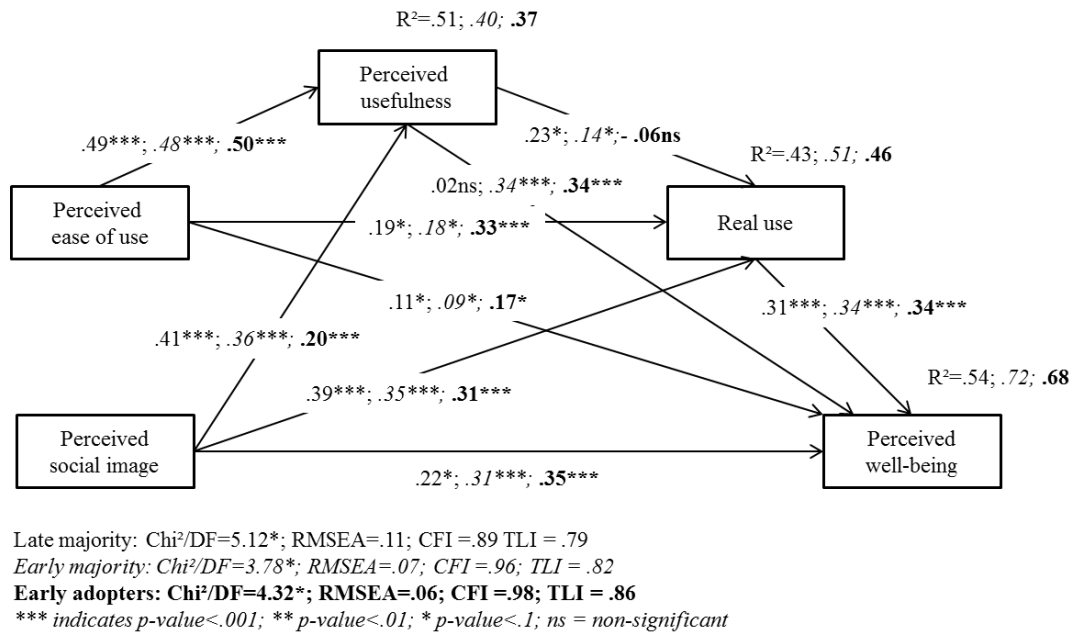 R²=.51; .40; .37
Perceived
usefulness
.49***; .48***; .50***
.23*; .14*;- .06ns
R²=.43; .51; .46
.02ns; .34***; .34***
Perceived
ease of use
Real use
.19*; .18*; .33***
.11*; .09*; .17*
.31***; .34***; .34***
.41***; .36***; .20***
R²=.54; .72; .68
.39***; .35***; .31***
Perceived
social image
Perceived
well-being
.22*; .31***; .35***
Late majority: Chi²/DF=5.12*; RMSEA=.11; CFI =.89 TLI = .79
Early majority: Chi²/DF=3.78*; RMSEA=.07; CFI =.96; TLI = .82
Early adopters: Chi²/DF=4.32*; RMSEA=.06; CFI =.98; TLI = .86
*** indicates p-value<.001; ** p-value<.01; * p-value<.1; ns = non-significant